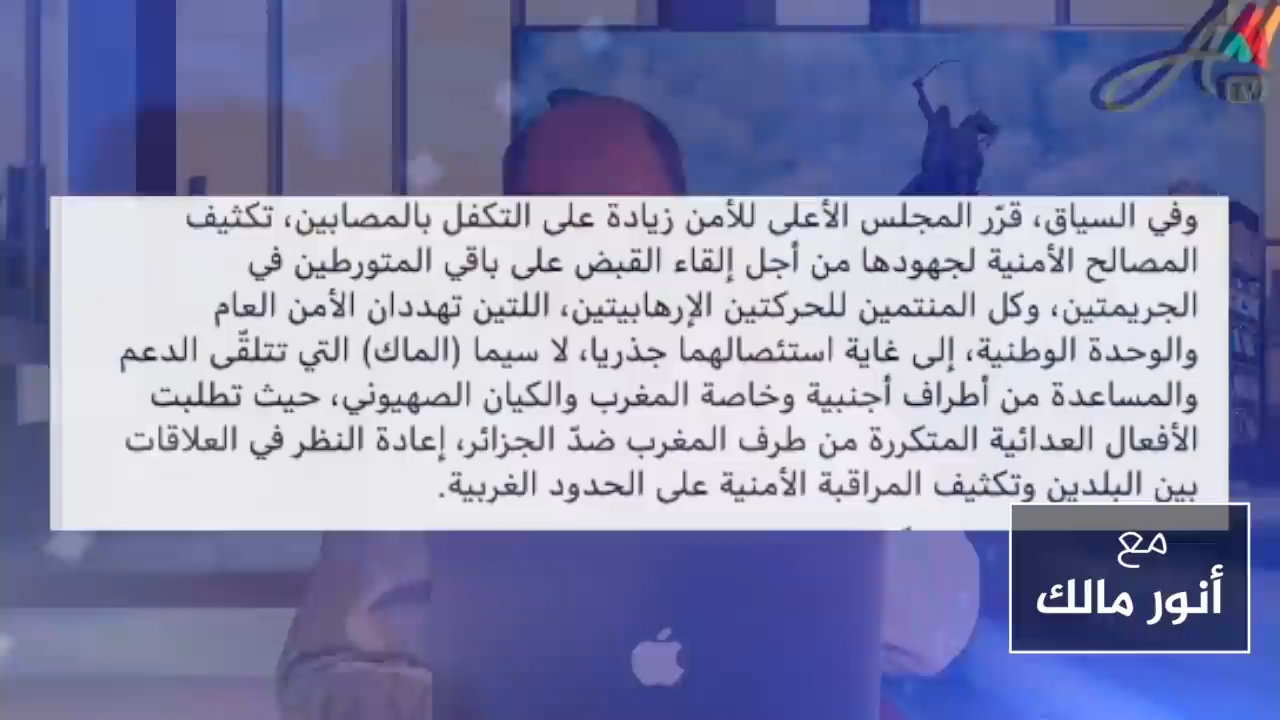 وفي السياق، قرّر المجلس الأعلى للأمن زيادة على التكفل بالمصابين، تكثيف
المصالح الأمنية لجهودها من أجل إلقاء القبض على باقي المتورطين في
الجريمتين، وكل المنتمين للحركتين الإرهابيتين، اللتين تهددان الأمن العام
والوحدة الوطنية، إلى غاية استئصالهما جذريا، لا سيما (الماك) التي تتلقّى الدعم
والمساعدة من أطراف أجنبية وخاصة المغرب والكيان الصهيوني، حيث تطلبت
الأفعال العدائية المتكررة من طرف المغرب ضدّ الجزائر، إعادة النظر في العلاقات
بين البلدين وتكثيف المراقبة الأمنية على الحدود الغربية.
مع
أنور مالك
TV